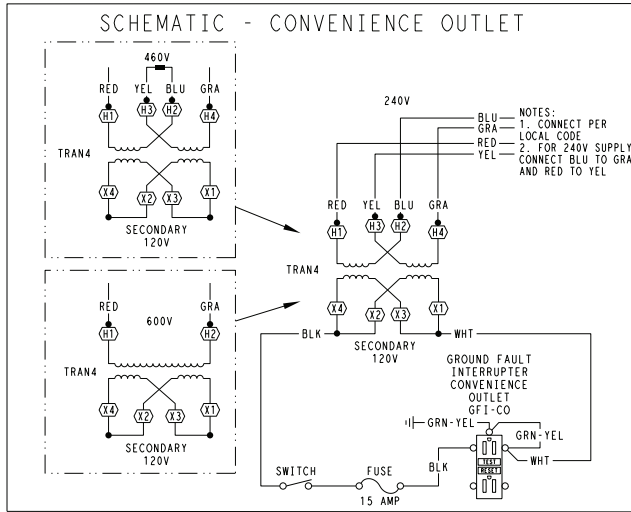 SCHEMATIC - CONVENIENCE OUTLET
460V
RED YEL BLU GRA
H1 H3 H2 H4
TRAN4
X4 X2 X3 X1
SECONDARY
120V
RED GRA
600V
H1 H2
TRAN4
X4 X2 X3 X1
SECONDARY
120V
240V
BLU
GRA
RED
YEL
NOTES:
1. CONNECT PER
LOCAL CODE
2. FOR 240V SUPPLY
CONNECT BLU TO GRA
AND RED TO YEL
RED YEL BLU GRA
H1 H3 H2 H4
TRAN4
X4 X2 X3 X1
BLK WHT
SECONDARY
120V
GROUND FAULT
INTERRUPTER
CONVENIENCE
OUTLET
GFI-CO
GRN-YEL
GRN-YEL
WHT
BLK
TEST
RESET
SWITCH FUSE
15 AMP